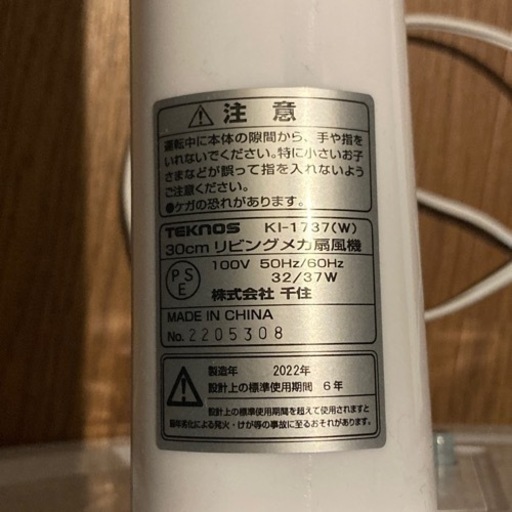 注意
運転中に本体の隙間から、手や指を
いれないでください。特に小さいお子
さまなどが誤って指を入れないよう
ご注意ください。
●ケガの恐れがあります。
TEKNOS KI-1737(W)
30cm リビングメカ扇風機
PSE
100V 50Hz/60Hz
32/37W
株式会社 千住
MADE IN CHINA
No. 2205308
製造年 2022年
設計上の標準使用期間 6年
設計上の標準使用期間を超えて使用されますと
経年劣化による発火・けが等の事故に至るおそれがあります。